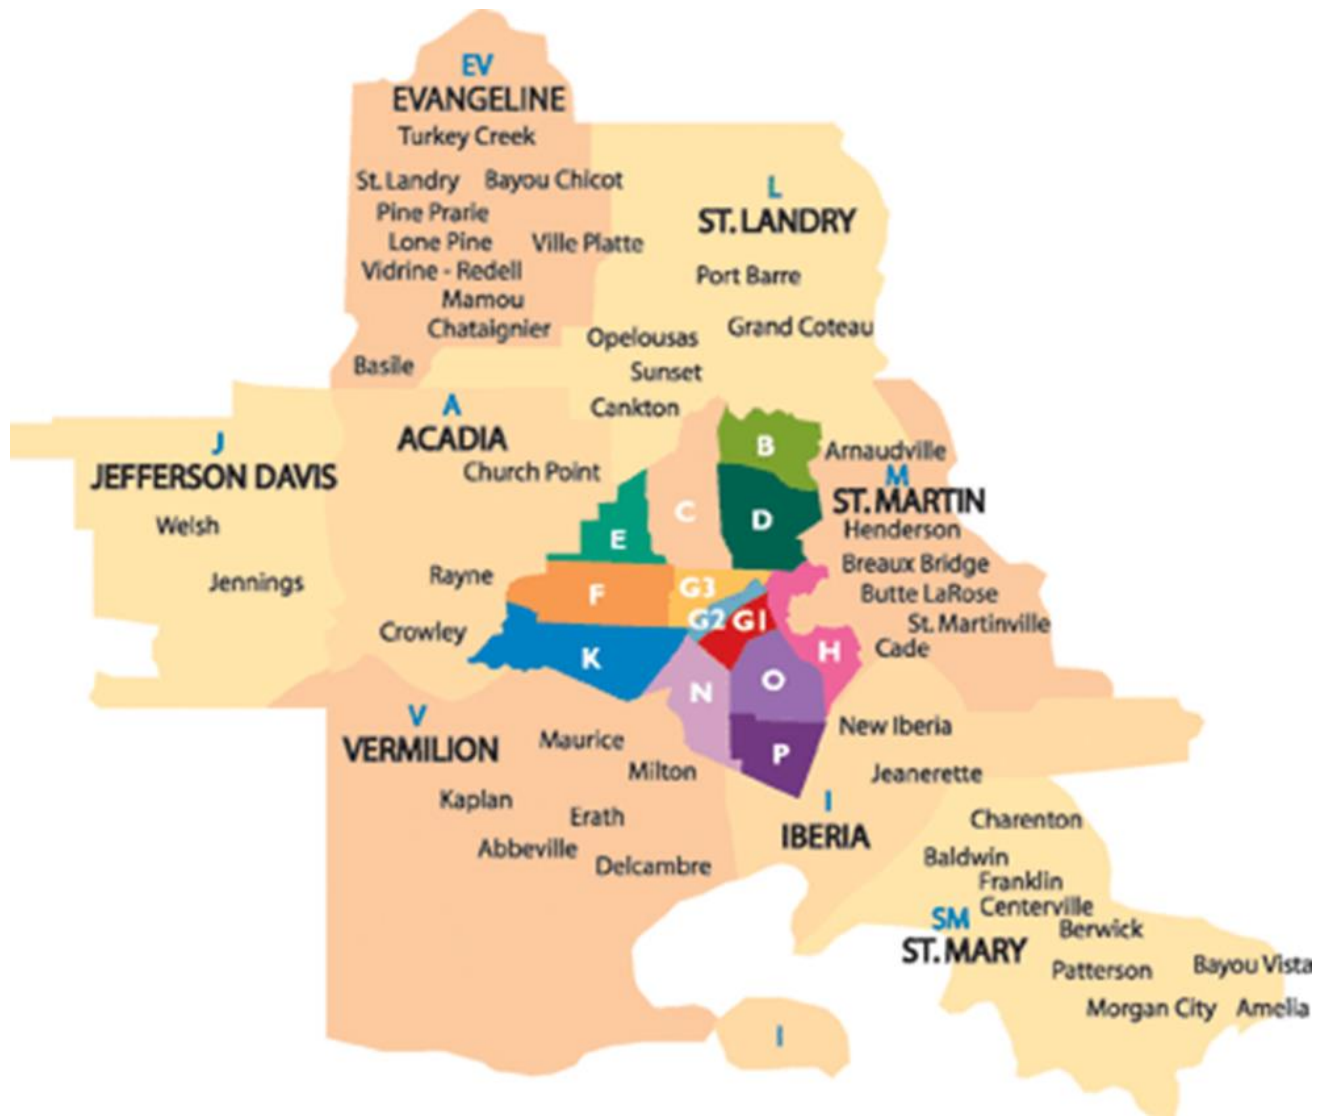 EV
EVANGELINE
Turkey Creek
St. Landry Bayou Chicot
Pine Prarie
Lone Pine Ville Platte
Vidrine - Redell
Mamou
Chataignier
Basile
L
ST. LANDRY
Port Barre
Grand Coteau
Opelousas
Sunset
Cankton
J
JEFFERSON DAVIS
Welsh
Jennings
A
ACADIA
Church Point
Rayne
Crowley
B
C
D
E
F
G3
G2 G1
H
K
N
O
P
Arnaudville
M
ST. MARTIN
Henderson
Breaux Bridge
Butte LaRose
St. Martinville
Cade
V
VERMILION
Maurice
Milton
Kaplan
Erath
Abbeville
Delcambre
New Iberia
Jeanerette
I
IBERIA
Charenton
Baldwin
Franklin
Centerville
SM
ST. MARY
Berwick
Patterson
Bayou Vista
Morgan City Amelia
I